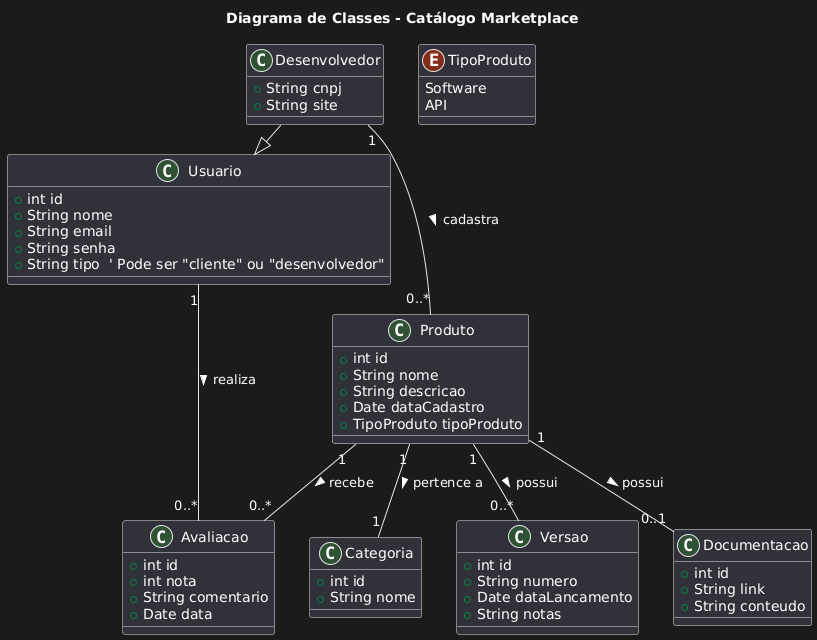 Diagrama de Classes - Catálogo Marketplace
C Desenvolvedor
String cnpj
String site
E TipoProduto
Software
API
C Usuario
int id
String nome
String email
String senha
String tipo ' Pode ser "cliente" ou "desenvolvedor"
1
cadastra
0..*
1
realiza
0..*
C Produto
int id
String nome
String descricao
Date dataCadastro
TipoProduto tipoProduto
1
recebe
0..*
1
pertence a
1
1
possui
0..*
1
possui
0..1
C Avaliacao
int id
int nota
String comentario
Date data
C Categoria
int id
String nome
C Versao
int id
String numero
Date dataLancamento
String notas
C Documentacao
int id
String link
String conteudo